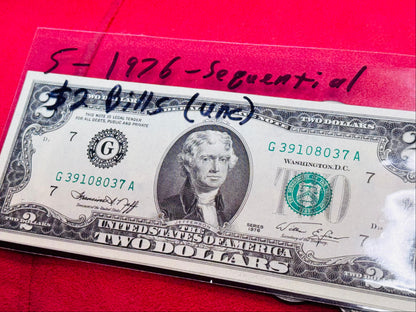 5 - 1976 - Sequential
$2 Bills (unc)
2
TWO DOLLARS
THIS NOTE IS LEGAL TENDER
FOR ALL DEBTS, PUBLIC AND PRIVATE
7
7
G
G 39108037 A
WASHINGTON, D.C.
G 39108037 A
7
7
SERIES
1976
THE
UNITED STATES OF AMERICA
2
TWO DOLLARS
2